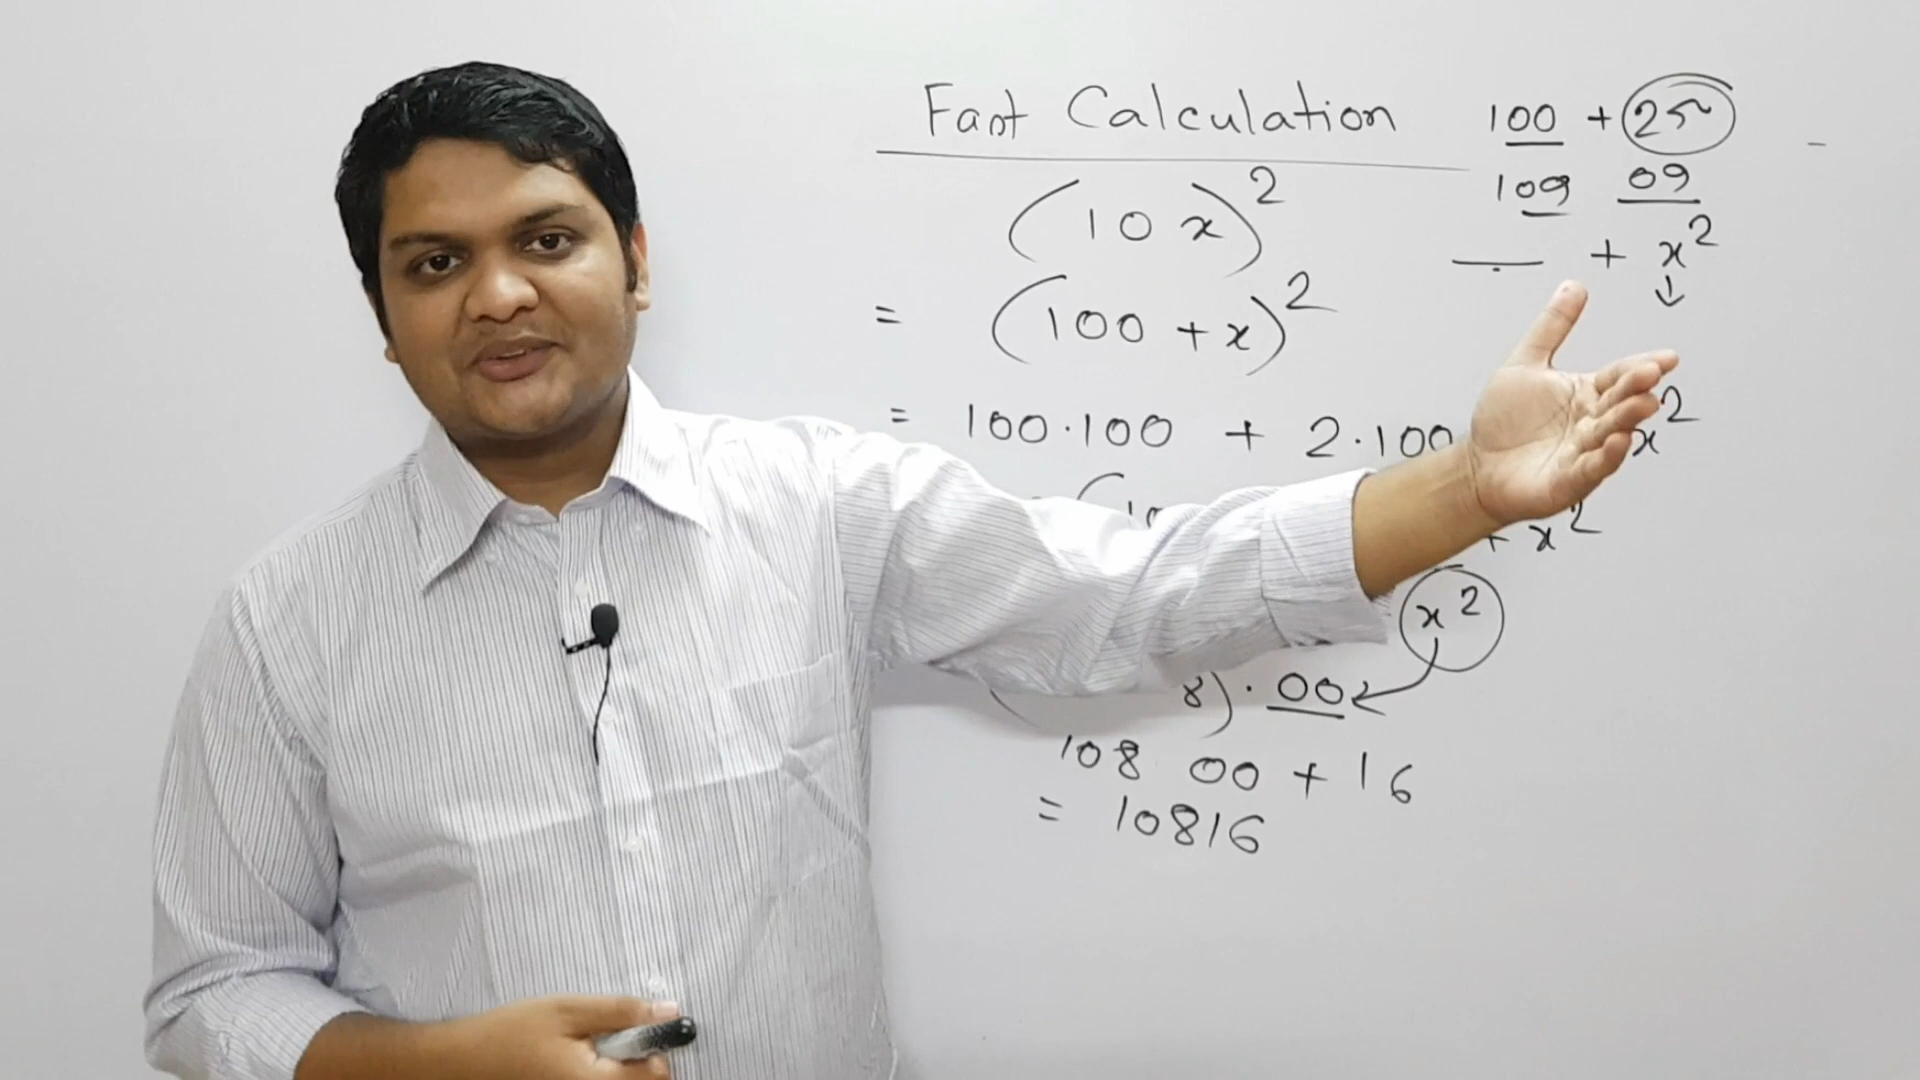 Fast Calculation
100 + 2x
109 09
+ x²
(10x)²
= (100 + x)²
= 100·100 + 2·100 x²
+ x²
x²
8)·00
108 00 + 16
= 10816